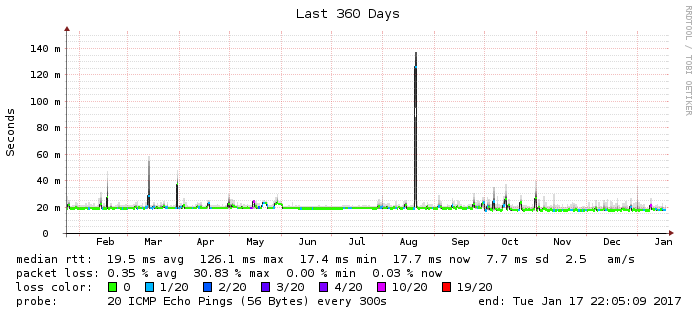 Last 360 Days
RRDTOOL / TOBI OETIKER
Seconds
140 m
120 m
100 m
80 m
60 m
40 m
20 m
0
Feb Mar Apr May Jun Jul Aug Sep Oct Nov Dec Jan
median rtt: 19.5 ms avg 126.1 ms max 17.4 ms min 17.7 ms now 7.7 ms sd 2.5 am/s
packet loss: 0.35 % avg 30.83 % max 0.00 % min 0.03 % now
loss color: 0 1/20 2/20 3/20 4/20 10/20 19/20
probe: 20 ICMP Echo Pings (56 Bytes) every 300s end: Tue Jan 17 22:05:09 2017